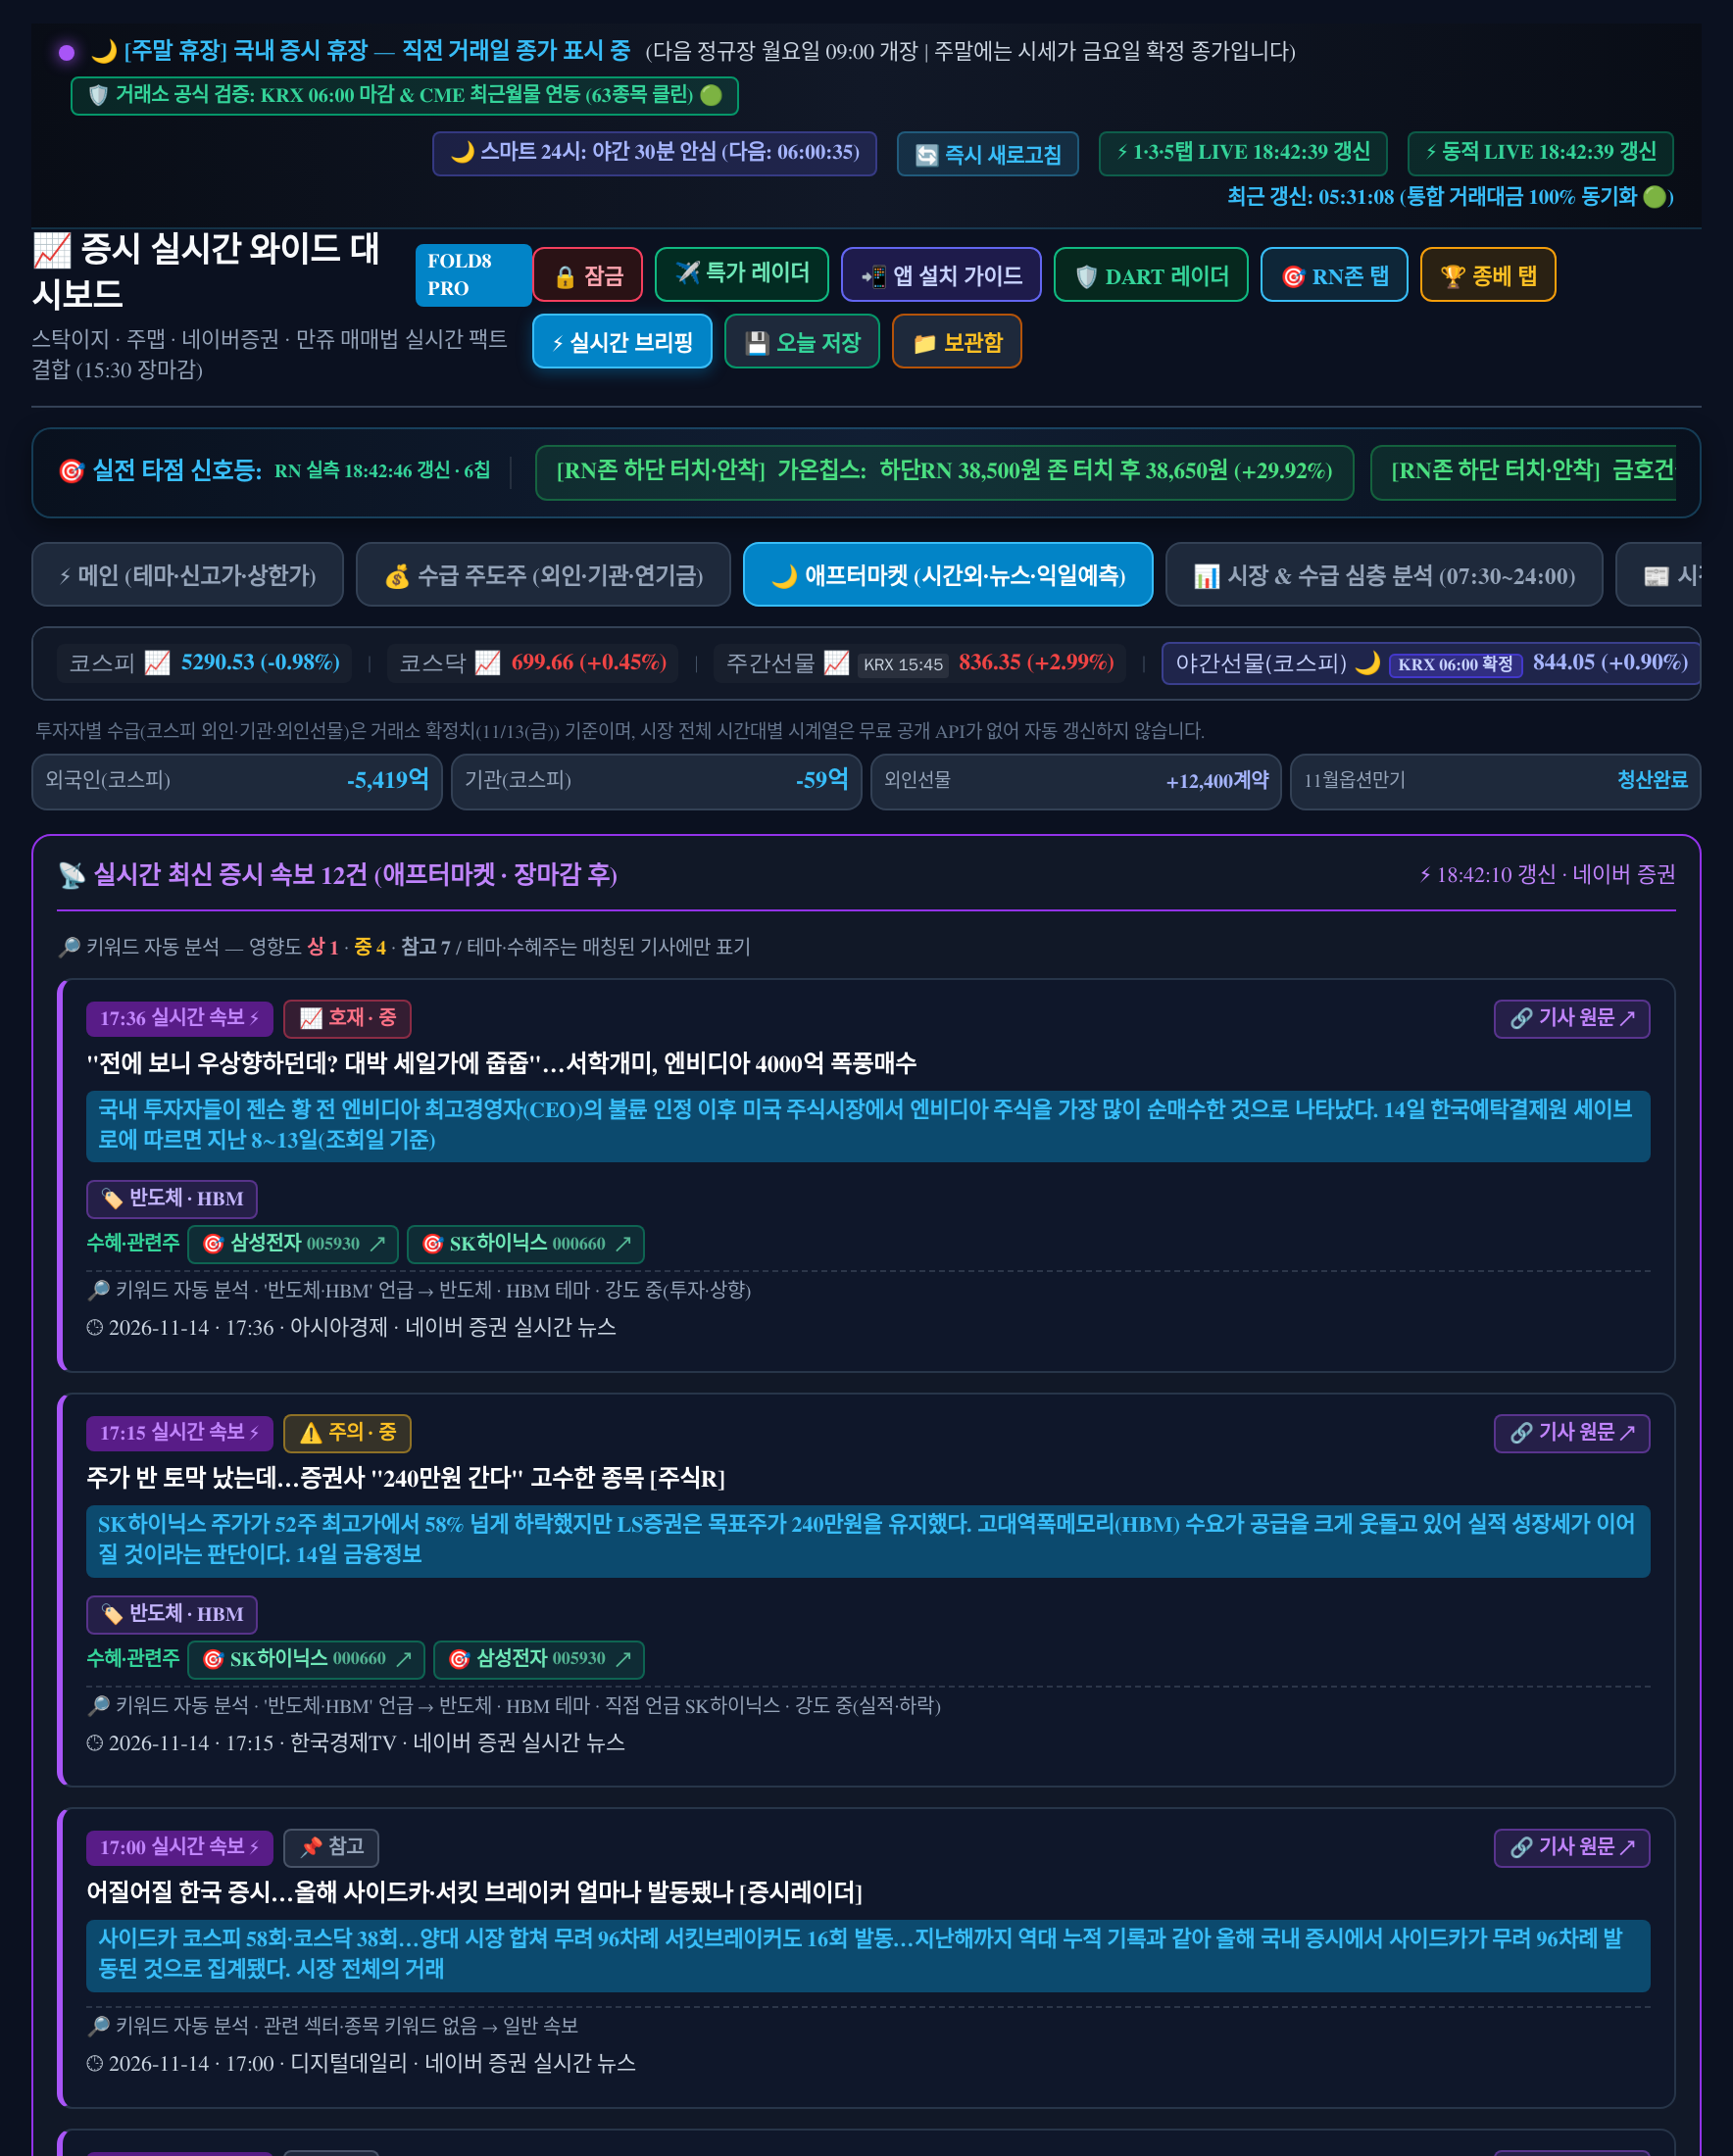 🌙 [주말 휴장] 국내 증시 휴장 — 직전 거래일 종가 표시 중 (다음 정규장 월요일 09:00 개장 | 주말에는 시세가 금요일 확정 종가입니다)
🛡️ 거래소 공식 검증: KRX 06:00 마감 & CME 최근월물 연동 (63종목 클린) 🟢
🌙 스마트 24시: 야간 30분 안심 (다음: 06:00:35) 🔄 즉시 새로고침 ⚡ 1·3·5탭 LIVE 18:42:39 갱신 ⚡ 동적 LIVE 18:42:39 갱신
최근 갱신: 05:31:08 (통합 거래대금 100% 동기화 🟢)
📈 증시 실시간 와이드 대
시보드
FOLD8
PRO
🔒 잠금 ✈️ 특가 레이더 📲 앱 설치 가이드 🛡️ DART 레이더 🎯 RN존 탭 🏆 종베 탭
스탁이지 · 주맵 · 네이버증권 · 만쥬 매매법 실시간 팩트
결합 (15:30 장마감)
⚡ 실시간 브리핑 💾 오늘 저장 📁 보관함
🎯 실전 타점 신호등: RN 실측 18:42:46 갱신 · 6칩 [RN존 하단 터치·안착] 가온칩스: 하단RN 38,500원 존 터치 후 38,650원 (+29.92%) [RN존 하단 터치·안착] 금호건
⚡ 메인 (테마·신고가·상한가) 💰 수급 주도주 (외인·기관·연기금) 🌙 애프터마켓 (시간외·뉴스·익일예측) 📊 시장 & 수급 심층 분석 (07:30~24:00) 📰 시
코스피 📈 5290.53 (-0.98%) | 코스닥 📈 699.66 (+0.45%) | 주간선물 📈 KRX 15:45 836.35 (+2.99%) | 야간선물(코스피) 🌙 KRX 06:00 확정 844.05 (+0.90%)
투자자별 수급(코스피 외인·기관·외인선물)은 거래소 확정치(11/13(금)) 기준이며, 시장 전체 시간대별 시계열은 무료 공개 API가 없어 자동 갱신하지 않습니다.
외국인(코스피) -5,419억 기관(코스피) -59억 외인선물 +12,400계약 11월옵션만기 청산완료
📡 실시간 최신 증시 속보 12건 (애프터마켓 · 장마감 후) ⚡ 18:42:10 갱신 · 네이버 증권
🔎 키워드 자동 분석 — 영향도 상 1 · 중 4 · 참고 7 / 테마·수혜주는 매칭된 기사에만 표기
17:36 실시간 속보 ⚡ 📈 호재 · 중 🔗 기사 원문 ↗
"전에 보니 우상향하던데? 대박 세일가에 줍줍"…서학개미, 엔비디아 4000억 폭풍매수
국내 투자자들이 젠슨 황 전 엔비디아 최고경영자(CEO)의 불륜 인정 이후 미국 주식시장에서 엔비디아 주식을 가장 많이 순매수한 것으로 나타났다. 14일 한국예탁결제원 세이브
로에 따르면 지난 8~13일(조회일 기준)
🏷️ 반도체 · HBM
수혜·관련주 🎯 삼성전자 005930 ↗ 🎯 SK하이닉스 000660 ↗
🔎 키워드 자동 분석 · '반도체·HBM' 언급 → 반도체 · HBM 테마 · 강도 중(투자·상향)
🕒 2026-11-14 · 17:36 · 아시아경제 · 네이버 증권 실시간 뉴스
17:15 실시간 속보 ⚡ ⚠️ 주의 · 중 🔗 기사 원문 ↗
주가 반 토막 났는데…증권사 "240만원 간다" 고수한 종목 [주식R]
SK하이닉스 주가가 52주 최고가에서 58% 넘게 하락했지만 LS증권은 목표주가 240만원을 유지했다. 고대역폭메모리(HBM) 수요가 공급을 크게 웃돌고 있어 실적 성장세가 이어
질 것이라는 판단이다. 14일 금융정보
🏷️ 반도체 · HBM
수혜·관련주 🎯 SK하이닉스 000660 ↗ 🎯 삼성전자 005930 ↗
🔎 키워드 자동 분석 · '반도체·HBM' 언급 → 반도체 · HBM 테마 · 직접 언급 SK하이닉스 · 강도 중(실적·하락)
🕒 2026-11-14 · 17:15 · 한국경제TV · 네이버 증권 실시간 뉴스
17:00 실시간 속보 ⚡ 📌 참고 🔗 기사 원문 ↗
어질어질 한국 증시…올해 사이드카·서킷 브레이커 얼마나 발동됐나 [증시레이더]
사이드카 코스피 58회·코스닥 38회…양대 시장 합쳐 무려 96차례 서킷브레이커도 16회 발동…지난해까지 역대 누적 기록과 같아 올해 국내 증시에서 사이드카가 무려 96차례 발
동된 것으로 집계됐다. 시장 전체의 거래
🔎 키워드 자동 분석 · 관련 섹터·종목 키워드 없음 → 일반 속보
🕒 2026-11-14 · 17:00 · 디지털데일리 · 네이버 증권 실시간 뉴스